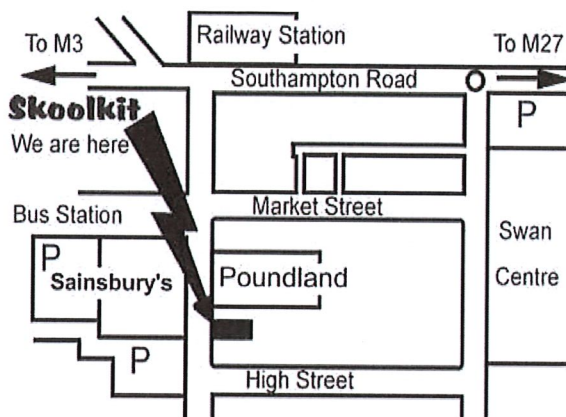 To M3
Railway Station
To M27
Southampton Road
Skoolkit
We are here
P
Market Street
Bus Station
Swan
Centre
P
Sainsbury's
Poundland
P
High Street